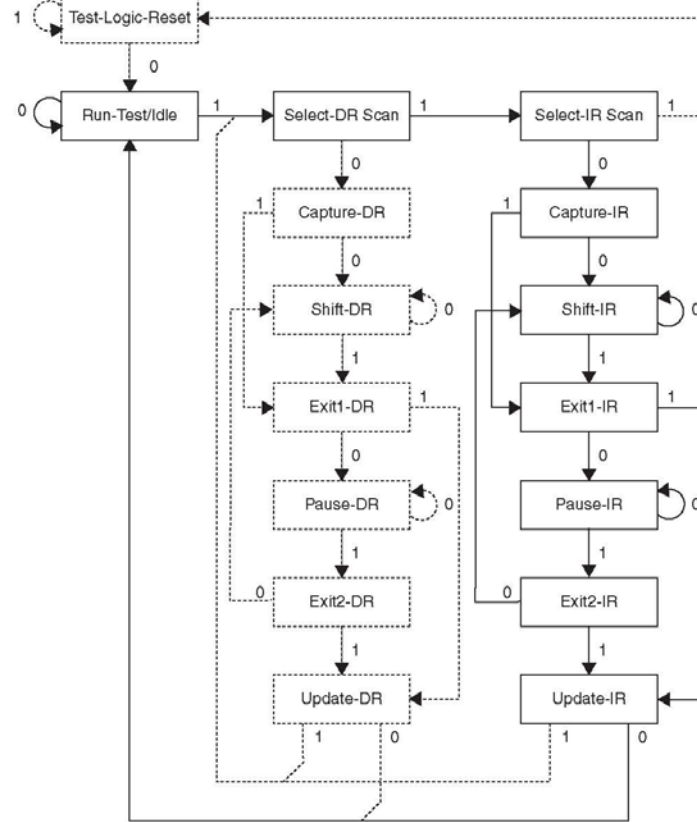 1 Test-Logic-Reset
0
0 Run-Test/Idle 1 Select-DR Scan 1 Select-IR Scan 1
0 0
1 Capture-DR 1 Capture-IR
0 0
Shift-DR 0 Shift-IR 0
1 1
Exit1-DR 1 Exit1-IR 1
0 0
Pause-DR 0 Pause-IR 0
1 1
0 Exit2-DR 0 Exit2-IR
1 1
Update-DR Update-IR
1 0 1 0